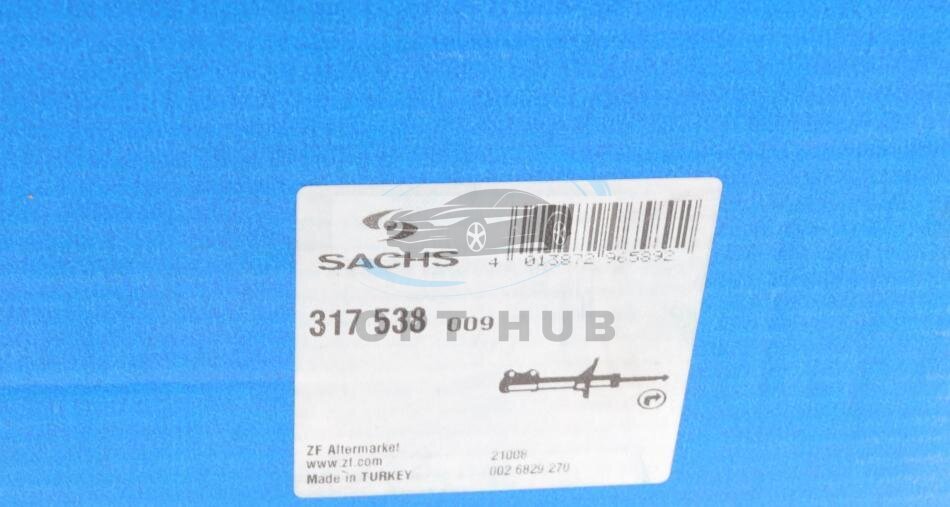 SACHS
4 013872 965892
317 538 009
OPT HUB
ZF Aftermarket
www.zf.com
Made in TURKEY
21008
002 6829 270